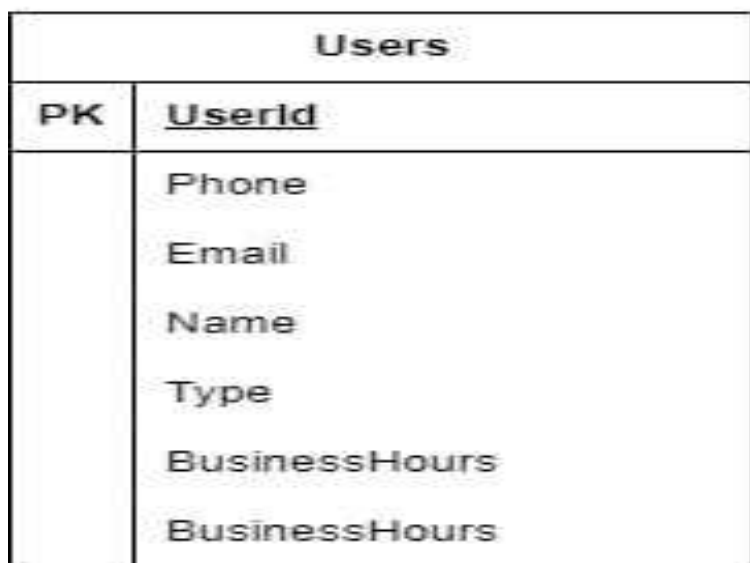 Users
PK UserId
Phone
Email
Name
Type
BusinessHours
BusinessHours